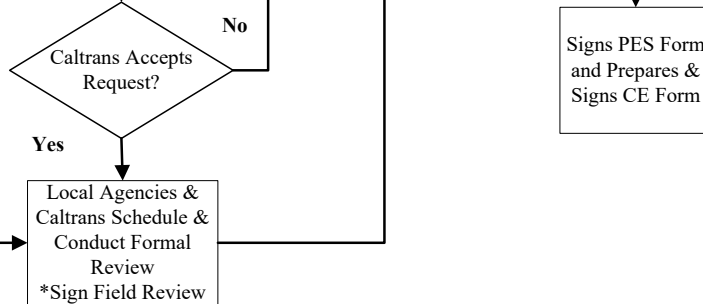 No
Caltrans Accepts
Request?
Yes
Local Agencies &
Caltrans Schedule &
Conduct Formal
Review
*Sign Field Review
Signs PES Form
and Prepares &
Signs CE Form